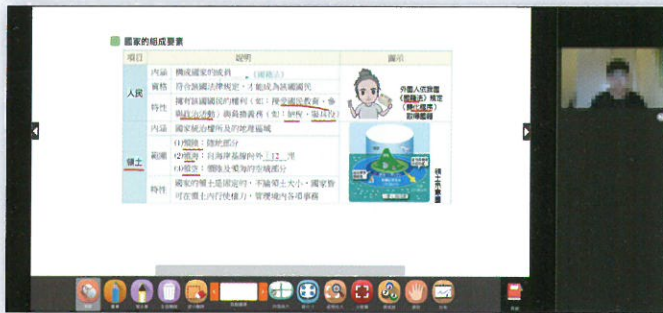 國家的組成要素
項目 說明 圖示
人民
內涵 構成國家的成員 (國籍法)
資格 符合該國法律規定，才能成為該國國民
特性 擁有該國國民的權利（如：接受國民教育、參
與政治活動）與負擔義務（如：納稅、服兵役）
外國人依我國
《國籍法》規定
(歸化程序)
取得國籍
領土
內涵 國家統治權所及的地理區域
範圍 (1)領陸：陸地部分
(2)領海：向海岸基線向外 12 浬
(3)領空：領陸及領海的空域部分
特性 國家的領土是固定的，不論領土大小，國家皆
可在領土內行使權力，管理境內各項事務
領土示意圖